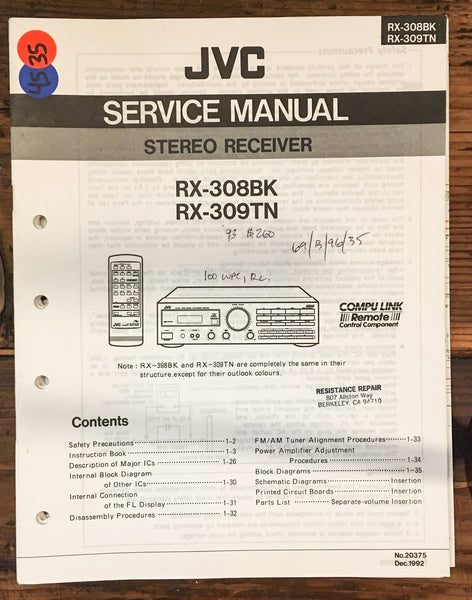 RX-308BK
RX-309TN
35
45
JVC
SERVICE MANUAL
STEREO RECEIVER
RX-308BK
RX-309TN
'93 $260
69/B/96/35
100 WPC, RC.
JVC
COMPU LINK
Remote
Control Component
Note : RX-398BK and RX-309TN are completely the same in their
structure.except for their outlook colours.
RESISTANCE REPAIR
807 Allston Way
BERKELEY, CA 94710
Contents
Safety Precautions 1-2
Instruction Book 1-3
Description of Major ICs 1-26
Internal Block Diagram
of Other ICs 1-30
Internal Connection
of the FL Display 1-31
Disassembly Procedures 1-32
FM/AM Tuner Alignment Procedures 1-33
Power Amplifier Adjustment
Procedures 1-34
Block Diagrams 1-35
Schematic Diagrams Insertion
Printed Circuit Boards Insertion
Parts List Separate-volume Insertion
No.20375
Dec.1992